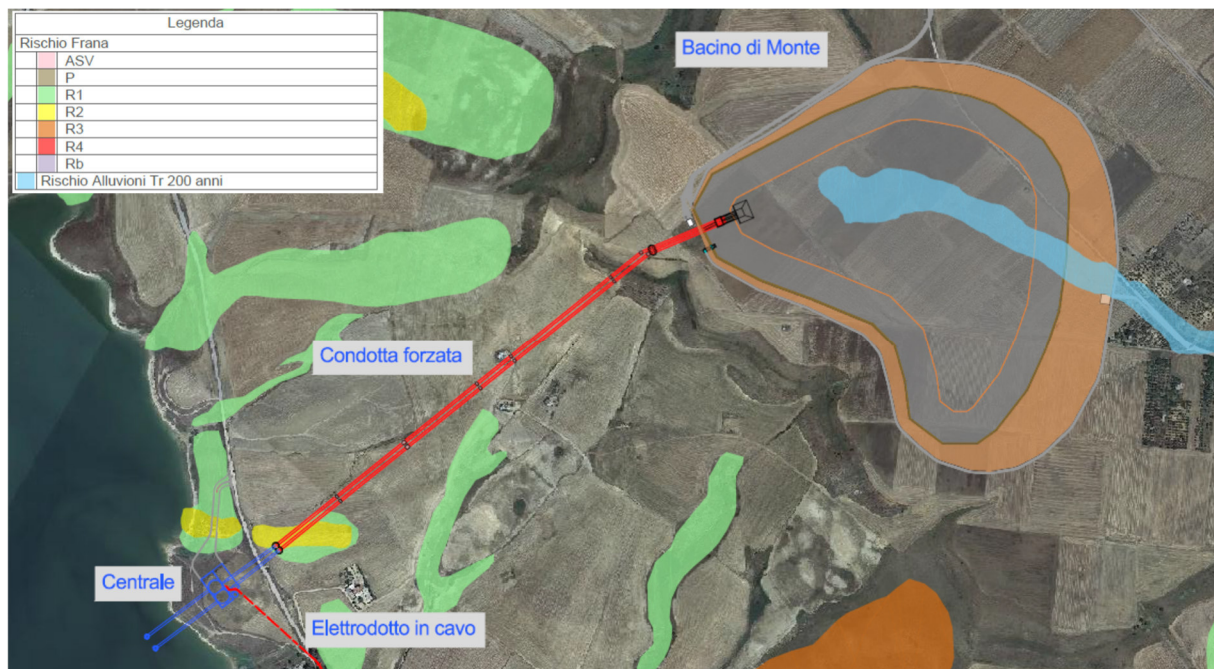 Legenda
Rischio Frana
ASV
P
R1
R2
R3
R4
Rb
Rischio Alluvioni Tr 200 anni
Bacino di Monte
Condotta forzata
Centrale
Elettrodotto in cavo